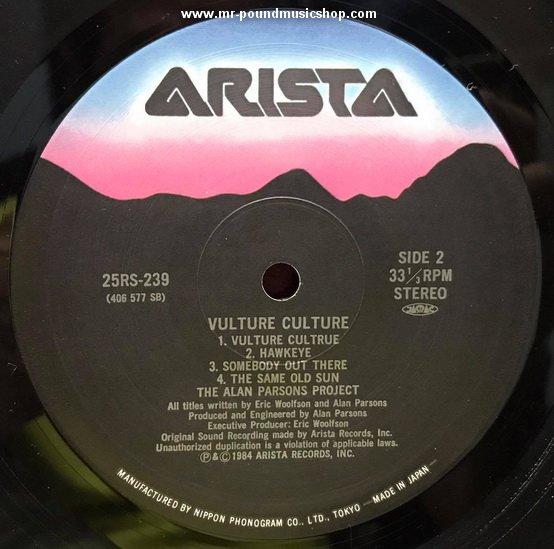 www.mr-poundmusicshop.com
ARISTA
25RS-239
(406 577 SB)
SIDE 2
33 1/3 RPM
STEREO
VULTURE CULTURE
1. VULTURE CULTRUE
2. HAWKEYE
3. SOMEBODY OUT THERE
4. THE SAME OLD SUN
THE ALAN PARSONS PROJECT
All titles written by Eric Woolfson and Alan Parsons
Produced and Engineered by Alan Parsons
Executive Producer: Eric Woolfson
Original Sound Recording made by Arista Records, Inc.
Unauthorized duplication is a violation of applicable laws.
℗&©1984 ARISTA RECORDS, INC.
MANUFACTURED BY NIPPON PHONOGRAM CO., LTD., TOKYO —MADE IN JAPAN—